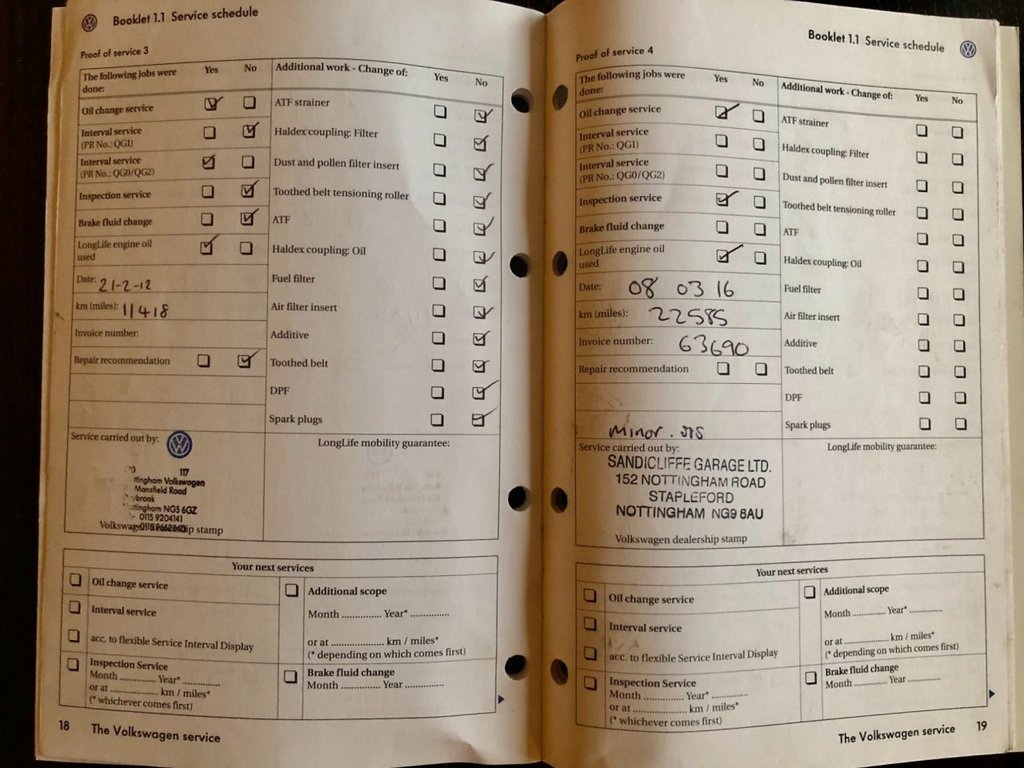 Booklet 1.1 Service schedule
Proof of service 3
The following jobs were done: Yes No
Oil change service
Interval service
(PR No.: QG1)
Interval service
(PR No.: QG0/QG2)
Inspection service
Brake fluid change
LongLife engine oil
used
Date: 21-2-12
km (miles): 11418
Invoice number:
Repair recommendation
Additional work - Change of: Yes No
ATF strainer
Haldex coupling: Filter
Dust and pollen filter insert
Toothed belt tensioning roller
ATF
Haldex coupling: Oil
Fuel filter
Air filter insert
Additive
Toothed belt
DPF
Spark plugs
Service carried out by:
117
ttingham Volkswagen
Mansfield Road
ybrook
ttingham NG5 6GZ
0115 9204141
Volkswagen dealership stamp
LongLife mobility guarantee:
Your next services
Oil change service
Interval service
acc. to flexible Service Interval Display
Inspection Service
Month .............. Year* ..............
or at .............. km / miles*
(* whichever comes first)
Additional scope
Month .............. Year* ..............
or at .............. km / miles*
(* depending on which comes first)
Brake fluid change
Month .............. Year ..............
18 The Volkswagen service
Booklet 1.1 Service schedule
Proof of service 4
The following jobs were done: Yes No
Oil change service
Interval service
(PR No.: QG1)
Interval service
(PR No.: QG0/QG2)
Inspection service
Brake fluid change
LongLife engine oil
used
Date: 08 03 16
km (miles): 22585
Invoice number: 63690
Repair recommendation
Minor
Additional work - Change of: Yes No
ATF strainer
Haldex coupling: Filter
Dust and pollen filter insert
Toothed belt tensioning roller
ATF
Haldex coupling: Oil
Fuel filter
Air filter insert
Additive
Toothed belt
DPF
Spark plugs
Service carried out by:
SANDICLIFFE GARAGE LTD.
152 NOTTINGHAM ROAD
STAPLEFORD
NOTTINGHAM NG9 8AU
Volkswagen dealership stamp
LongLife mobility guarantee:
Your next services
Oil change service
Interval service
acc. to flexible Service Interval Display
Inspection Service
Month .............. Year* ..............
or at .............. km / miles*
(* whichever comes first)
Additional scope
Month .............. Year* ..............
or at .............. km / miles*
(* depending on which comes first)
Brake fluid change
Month .............. Year ..............
The Volkswagen service 19